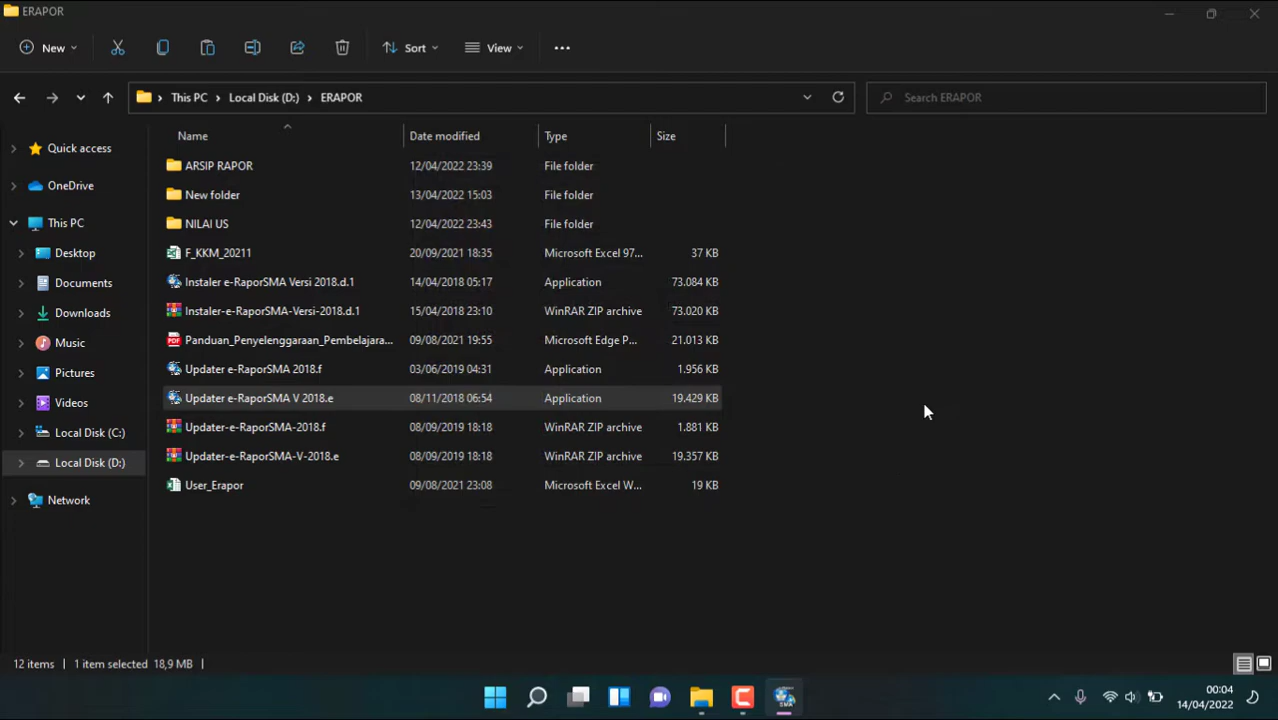 ERAPOR
New Sort View
This PC Local Disk (D:) ERAPOR Search ERAPOR
Name Date modified Type Size
Quick access
OneDrive
This PC
Desktop
Documents
Downloads
Music
Pictures
Videos
Local Disk (C:)
Local Disk (D:)
Network
ARSIP RAPOR 12/04/2022 23:39 File folder
New folder 13/04/2022 15:03 File folder
NILAI US 12/04/2022 23:43 File folder
F_KKM_20211 20/09/2021 18:35 Microsoft Excel 97... 37 KB
Instaler e-RaporSMA Versi 2018.d.1 14/04/2018 05:17 Application 73.084 KB
Instaler-e-RaporSMA-Versi-2018.d.1 15/04/2018 23:10 WinRAR ZIP archive 73.020 KB
Panduan_Penyelenggaraan_Pembelajara... 09/08/2021 19:55 Microsoft Edge P... 21.013 KB
Updater e-RaporSMA 2018.f 03/06/2019 04:31 Application 1.956 KB
Updater e-RaporSMA V 2018.e 08/11/2018 06:54 Application 19.429 KB
Updater-e-RaporSMA-2018.f 08/09/2019 18:18 WinRAR ZIP archive 1.881 KB
Updater-e-RaporSMA-V-2018.e 08/09/2019 18:18 WinRAR ZIP archive 19.357 KB
User_Erapor 09/08/2021 23:08 Microsoft Excel W... 19 KB
12 items 1 item selected 18,9 MB
SMA
00:04
14/04/2022